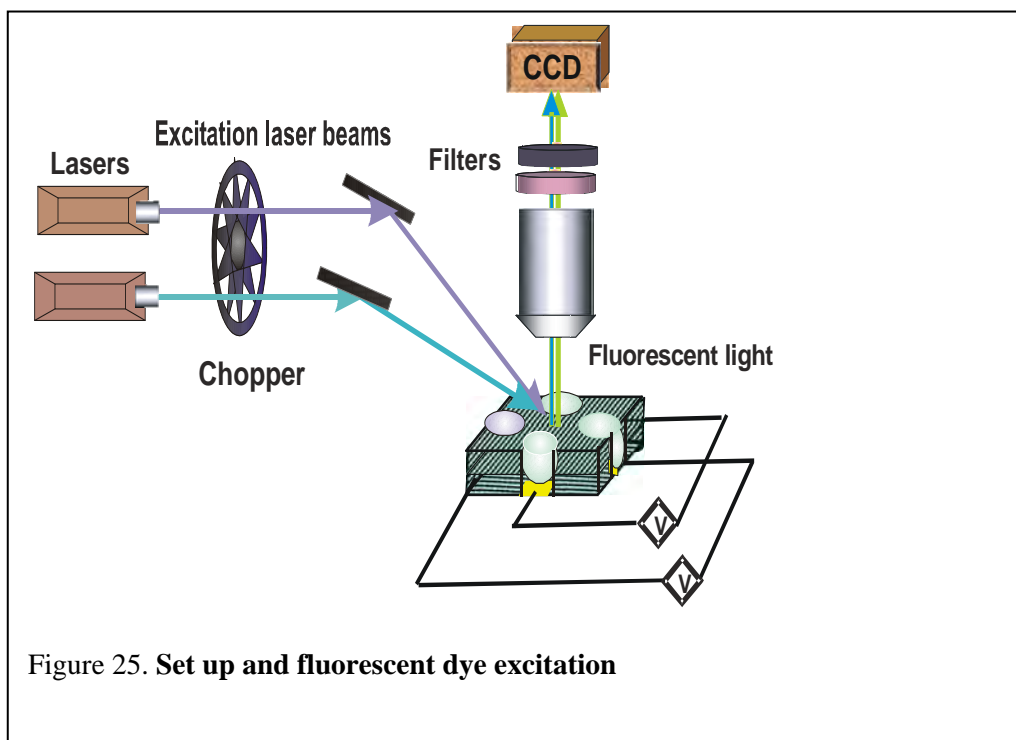 CCD
Excitation laser beams
Lasers
Filters
Fluorescent light
Chopper
V
V
Figure 25. Set up and fluorescent dye excitation